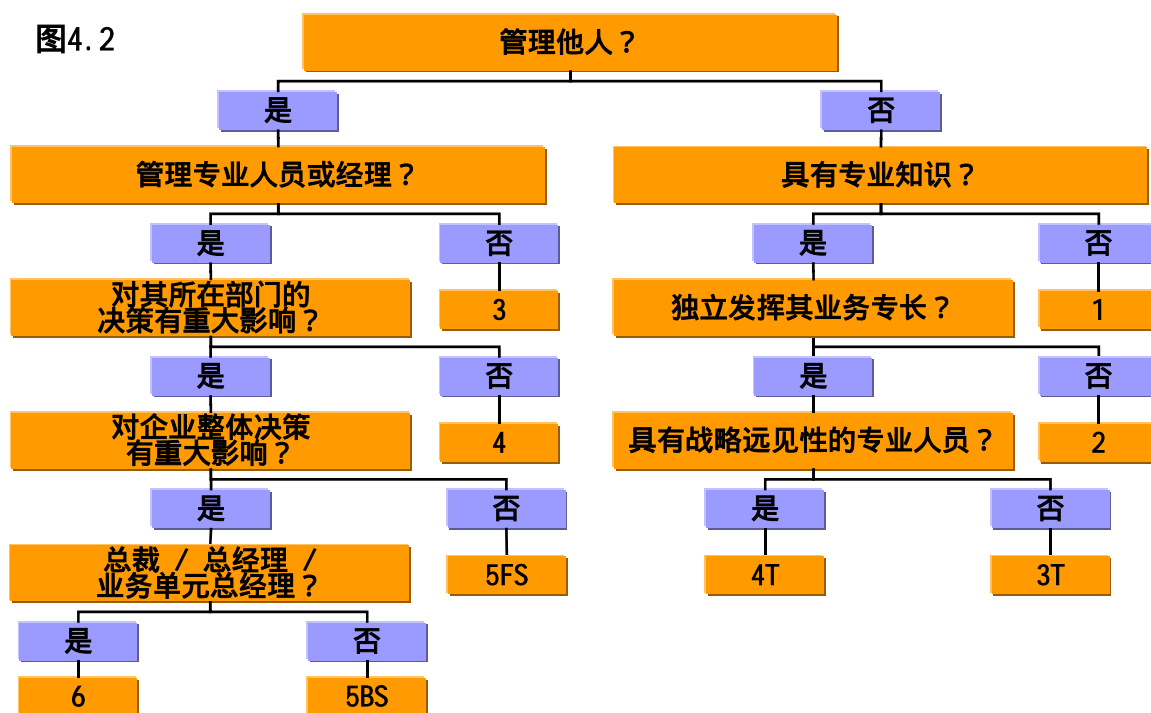 图4.2
管理他人？
是
否
管理专业人员或经理？
具有专业知识？
是
否
是
否
对其所在部门的
决策有重大影响？
3
独立发挥其业务专长？
1
是
否
是
否
对企业整体决策
有重大影响？
4
具有战略远见性的专业人员？
2
是
否
是
否
总裁 / 总经理 /
业务单元总经理？
5FS
4T
3T
是
否
6
5BS